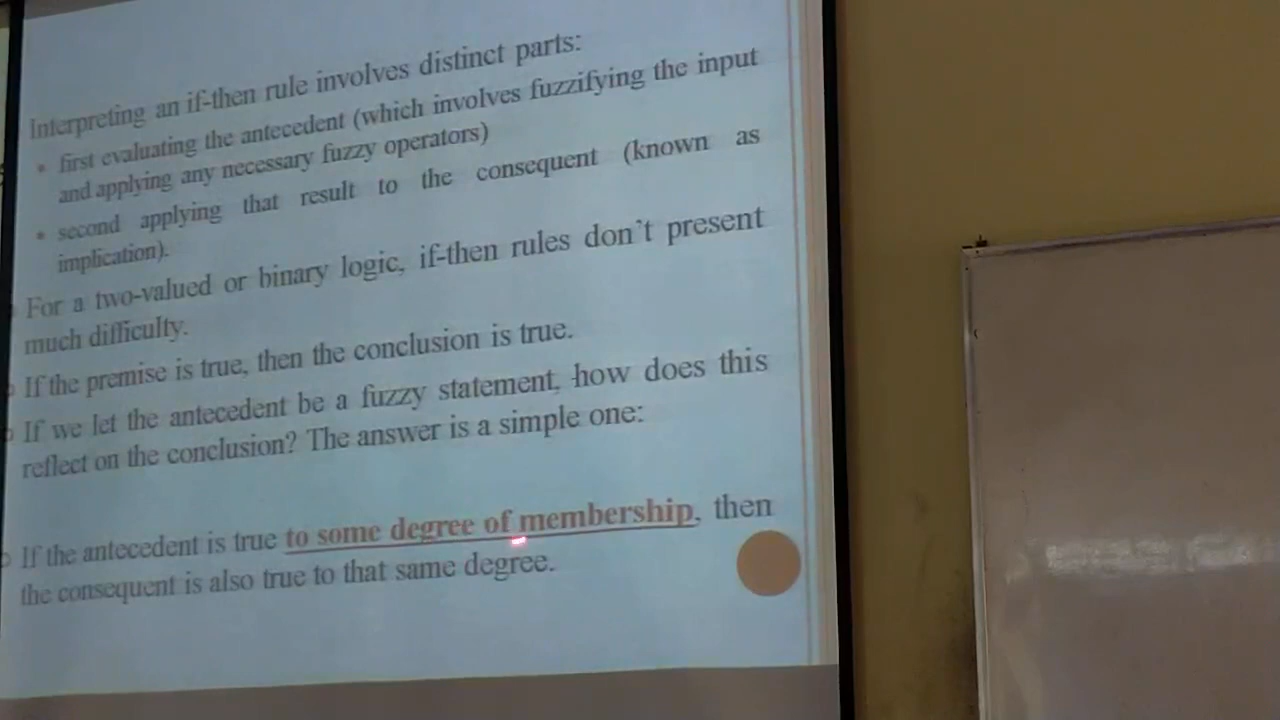 Interpreting an if-then rule involves distinct parts:
first evaluating the antecedent (which involves fuzzifying the input
and applying any necessary fuzzy operators)
second applying that result to the consequent (known as
implication).
For a two-valued or binary logic, if-then rules don't present
much difficulty.
If the premise is true, then the conclusion is true.
If we let the antecedent be a fuzzy statement, how does this
reflect on the conclusion? The answer is a simple one:
If the antecedent is true to some degree of membership, then
the consequent is also true to that same degree.